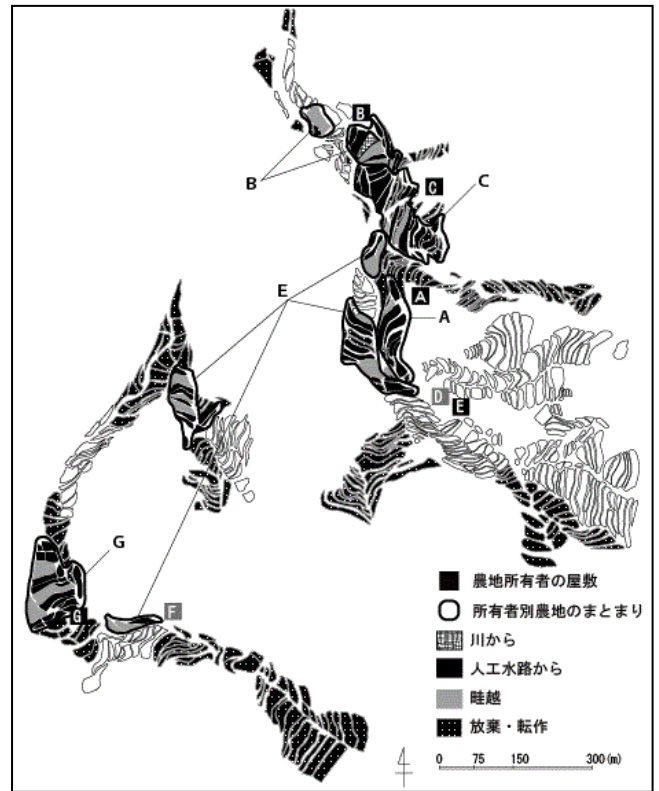 B
B
C
C
E
A
A
D
E
G
G
F
農地所有者の屋敷
所有者別農地のまとまり
川から
人工水路から
畦越
放棄・転作
0 75 150 300(m)